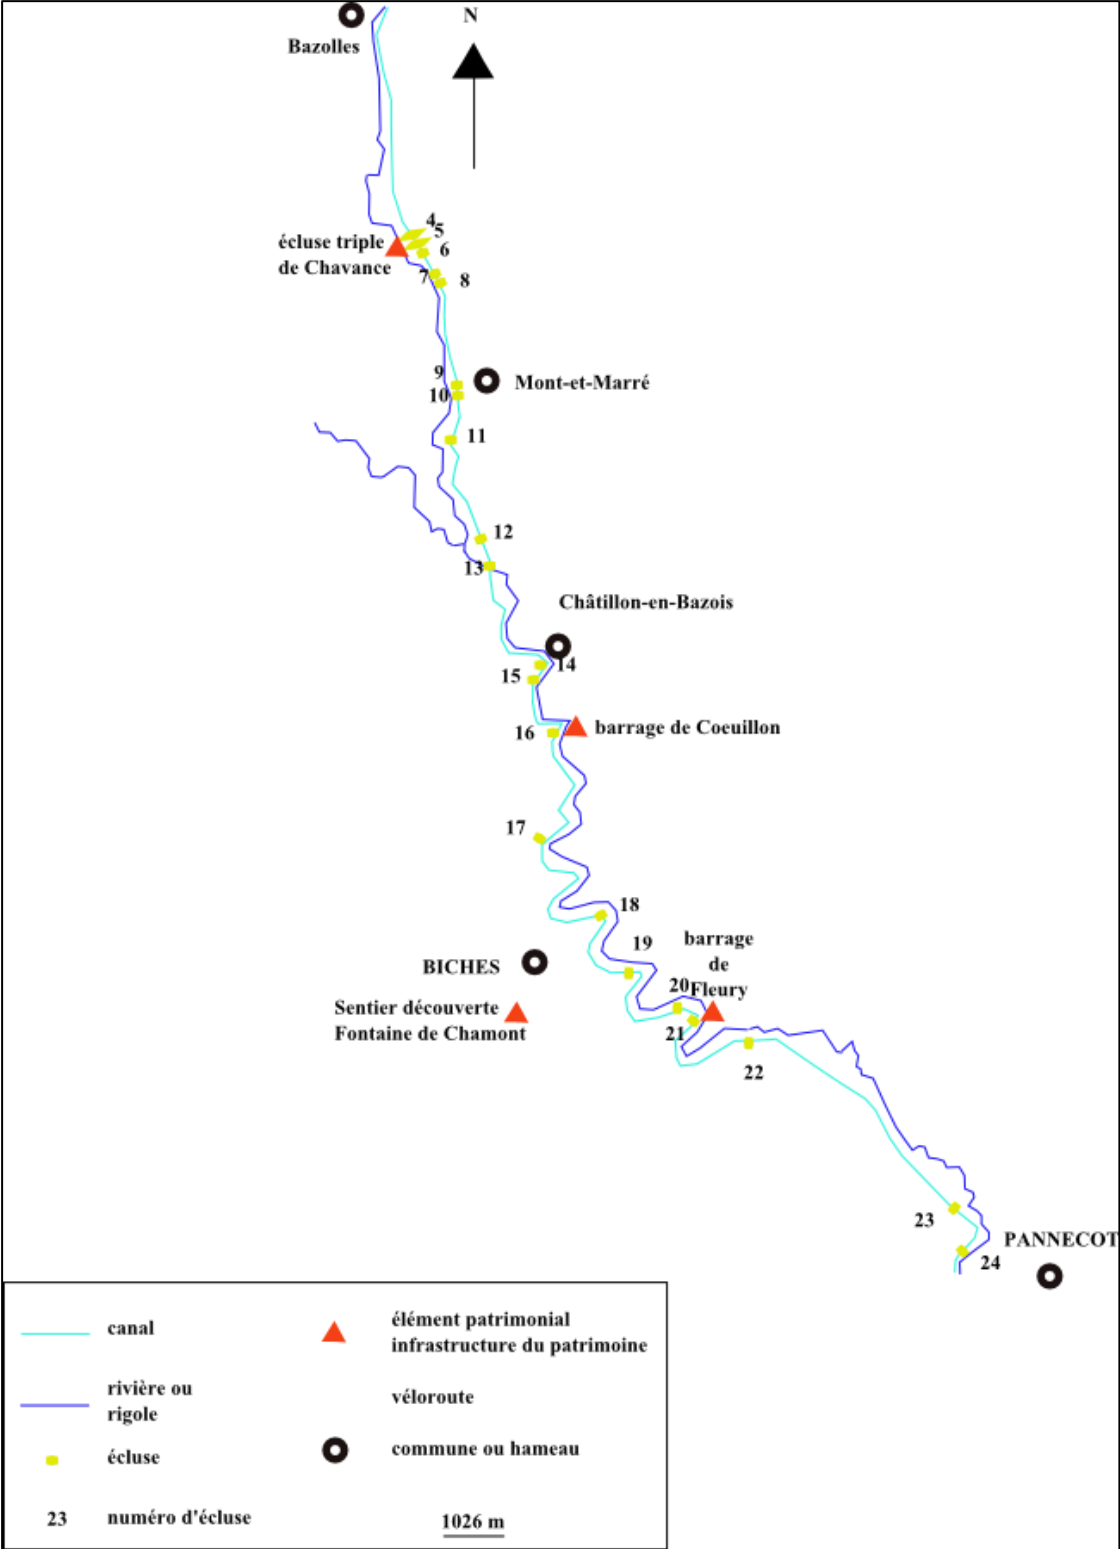 N
Bazolles
4
5
écluse triple
de Chavance
6
7
8
9
Mont-et-Marré
10
11
12
13
Châtillon-en-Bazois
14
15
16
barrage de Coeuillon
17
18
19
barrage
de
Fleury
BICHES
20
Sentier découverte
Fontaine de Chamont
21
22
23
PANNECOT
24
canal
élément patrimonial
infrastructure du patrimoine
rivière ou
rigole
véloroute
écluse
commune ou hameau
23
numéro d'écluse
1026 m